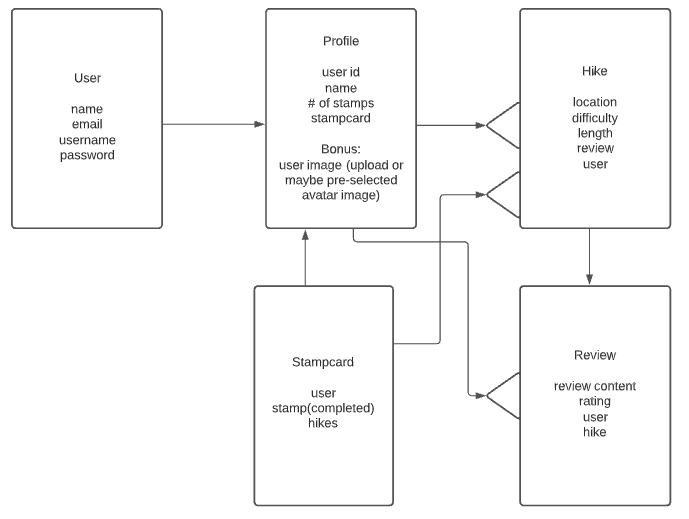 User
name
email
username
password
Profile
user id
name
# of stamps
stampcard
Bonus:
user image (upload or
maybe pre-selected
avatar image)
Hike
location
difficulty
length
review
user
Stampcard
user
stamp(completed)
hikes
Review
review content
rating
user
hike